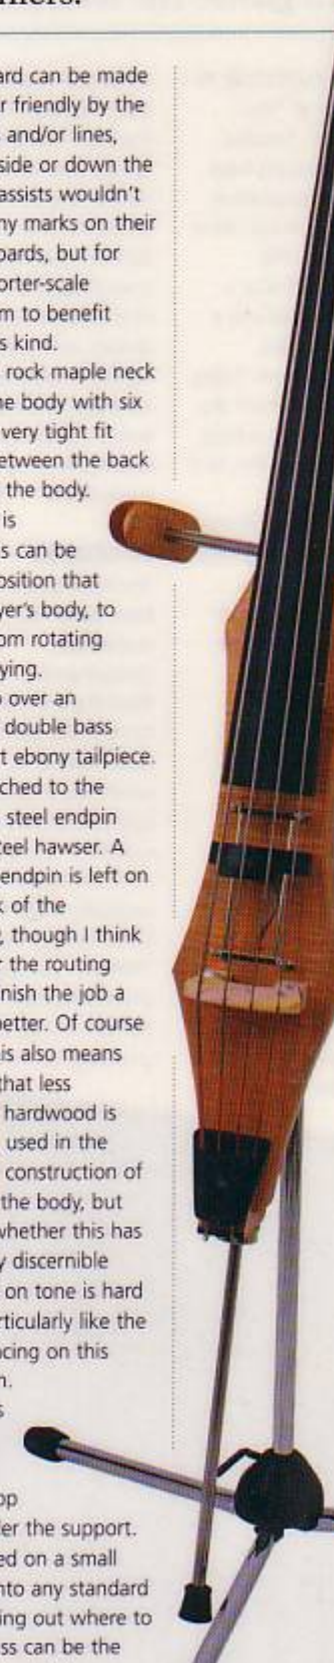 ard can be made
r friendly by the
and/or lines,
side or down the
assists wouldn't
ny marks on their
oards, but for
orter-scale
m to benefit
s kind.
rock maple neck
ne body with six
very tight fit
etween the back
the body.
is
s can be
osition that
yer's body, to
om rotating
ying.
o over an
double bass
t ebony tailpiece.
ched to the
steel endpin
teel hawser. A
endpin is left on
k of the
, though I think
r the routing
nish the job a
etter. Of course
is also means
that less
hardwood is
used in the
construction of
the body, but
whether this has
y discernible
on tone is hard
rticularly like the
cing on this
n.
s
op
er the support.
ed on a small
nto any standard
ing out where to
ss can be the